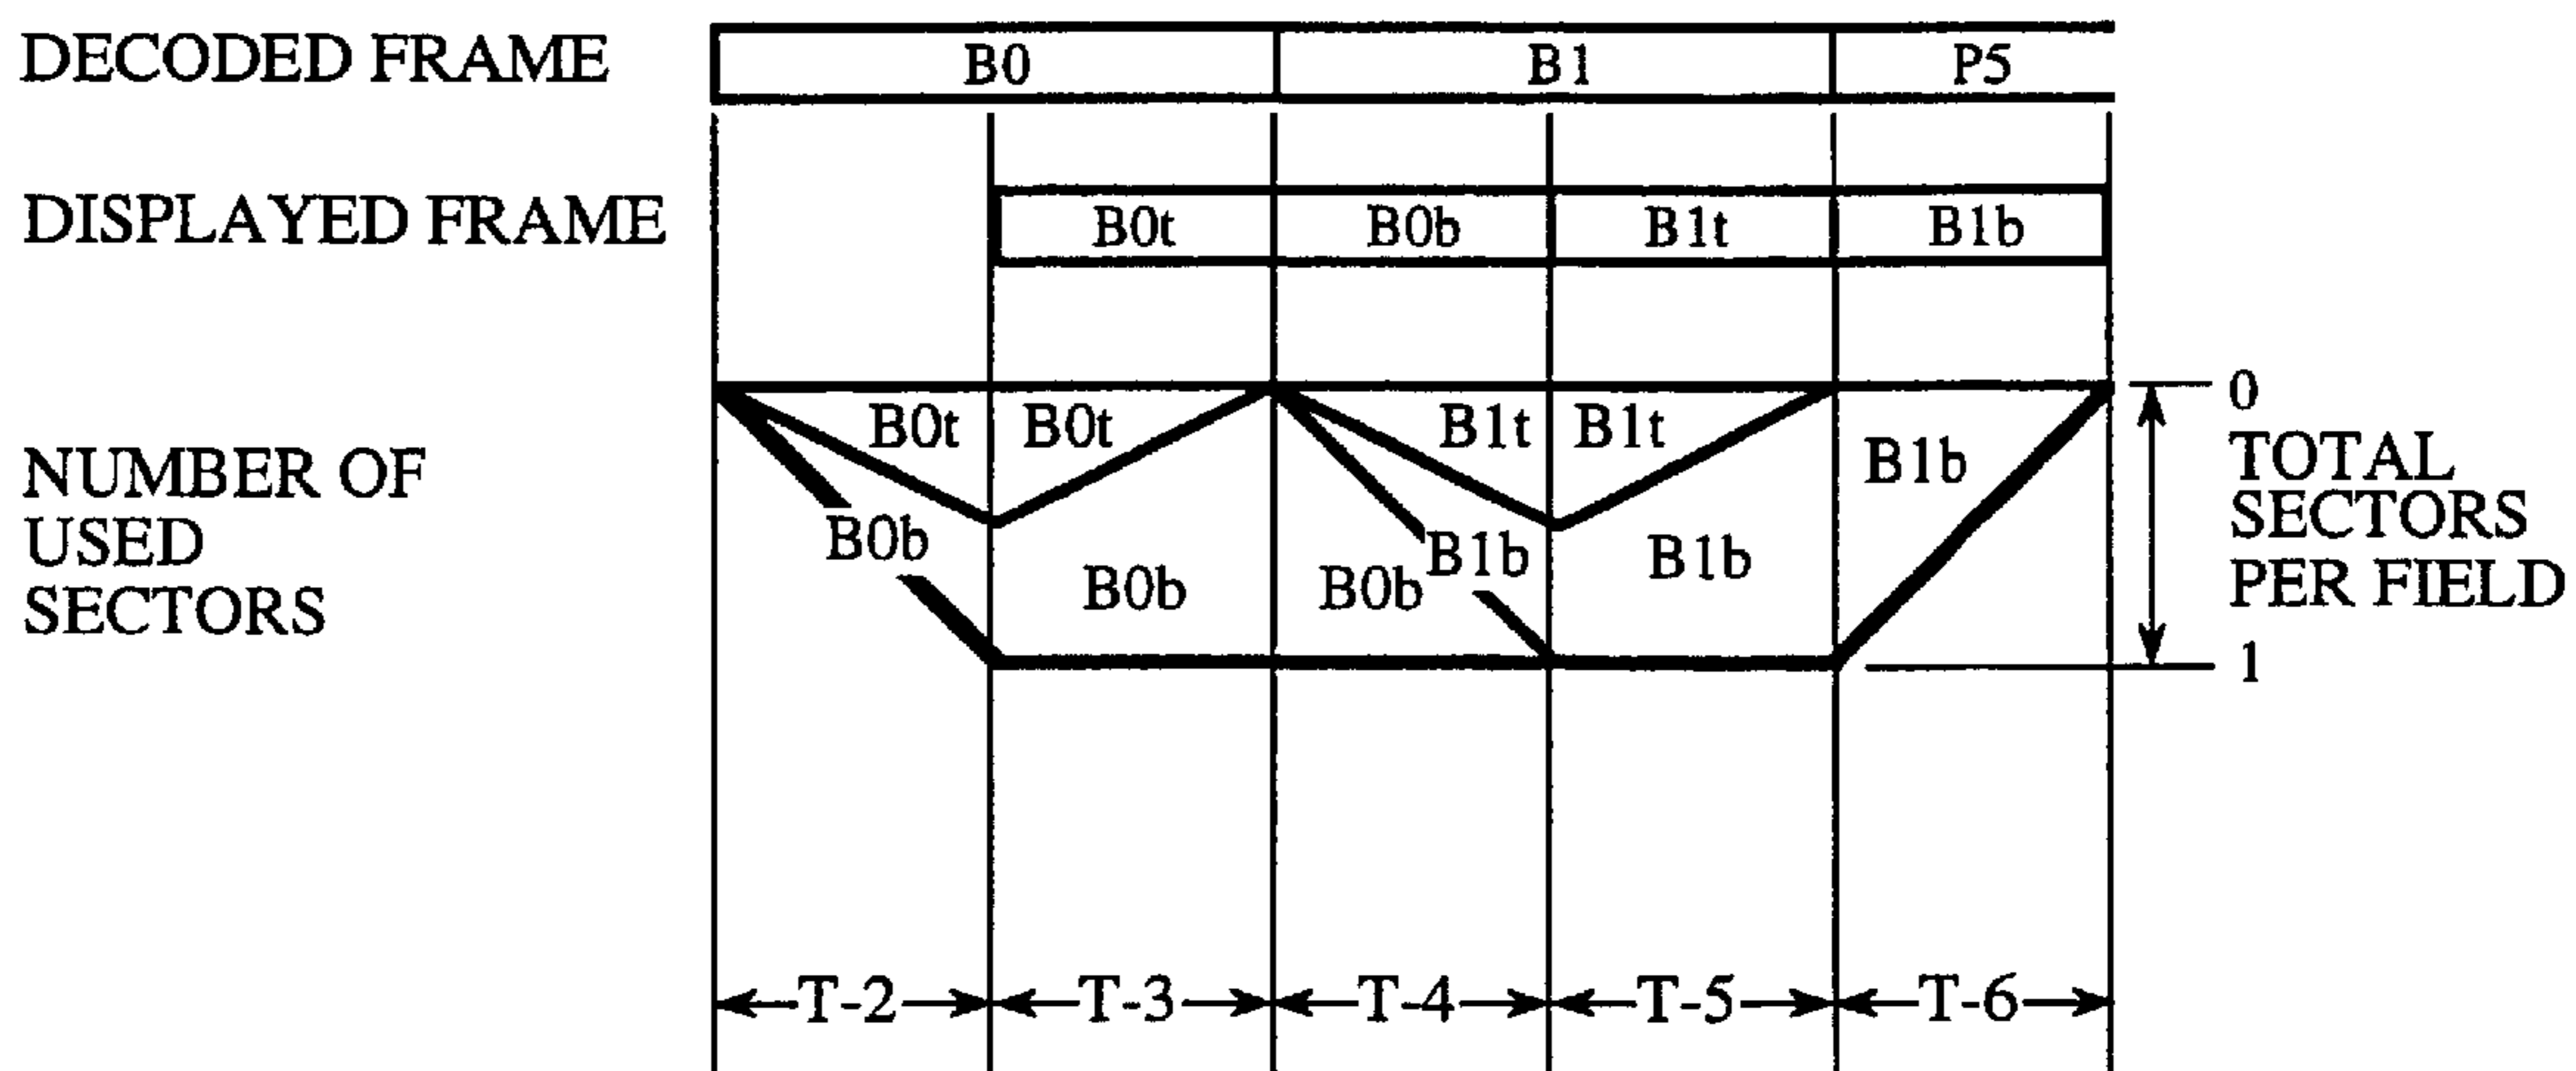 DECODED FRAME
B0
B1
P5
DISPLAYED FRAME
B0t
B0b
B1t
B1b
NUMBER OF
USED
SECTORS
B0t
B0t
B0b
B0b
B1t
B1t
B0b
B1b
B1b
B1b
0
TOTAL
SECTORS
PER FIELD
1
T-2
T-3
T-4
T-5
T-6